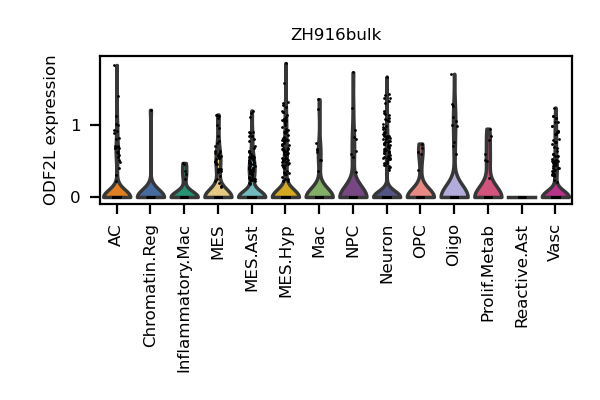 ZH916bulk
ODF2L expression
1
0
AC
Chromatin.Reg
Inflammatory.Mac
MES
MES.Ast
MES.Hyp
Mac
NPC
Neuron
OPC
Oligo
Prolif.Metab
Reactive.Ast
Vasc